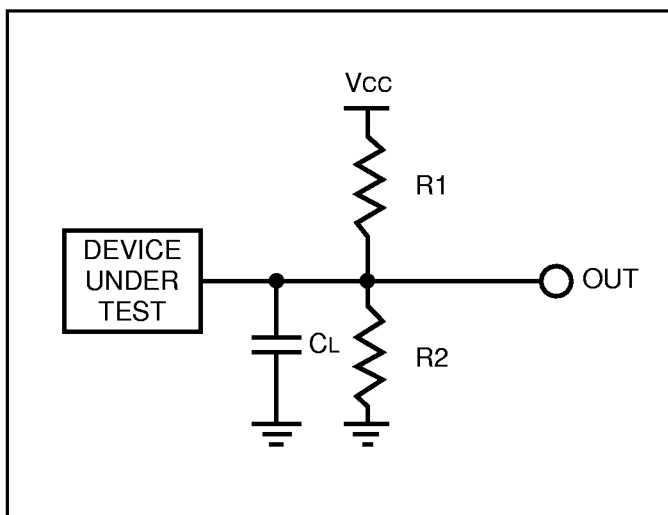 Vcc
R1
DEVICE
UNDER
TEST
OUT
CL
R2